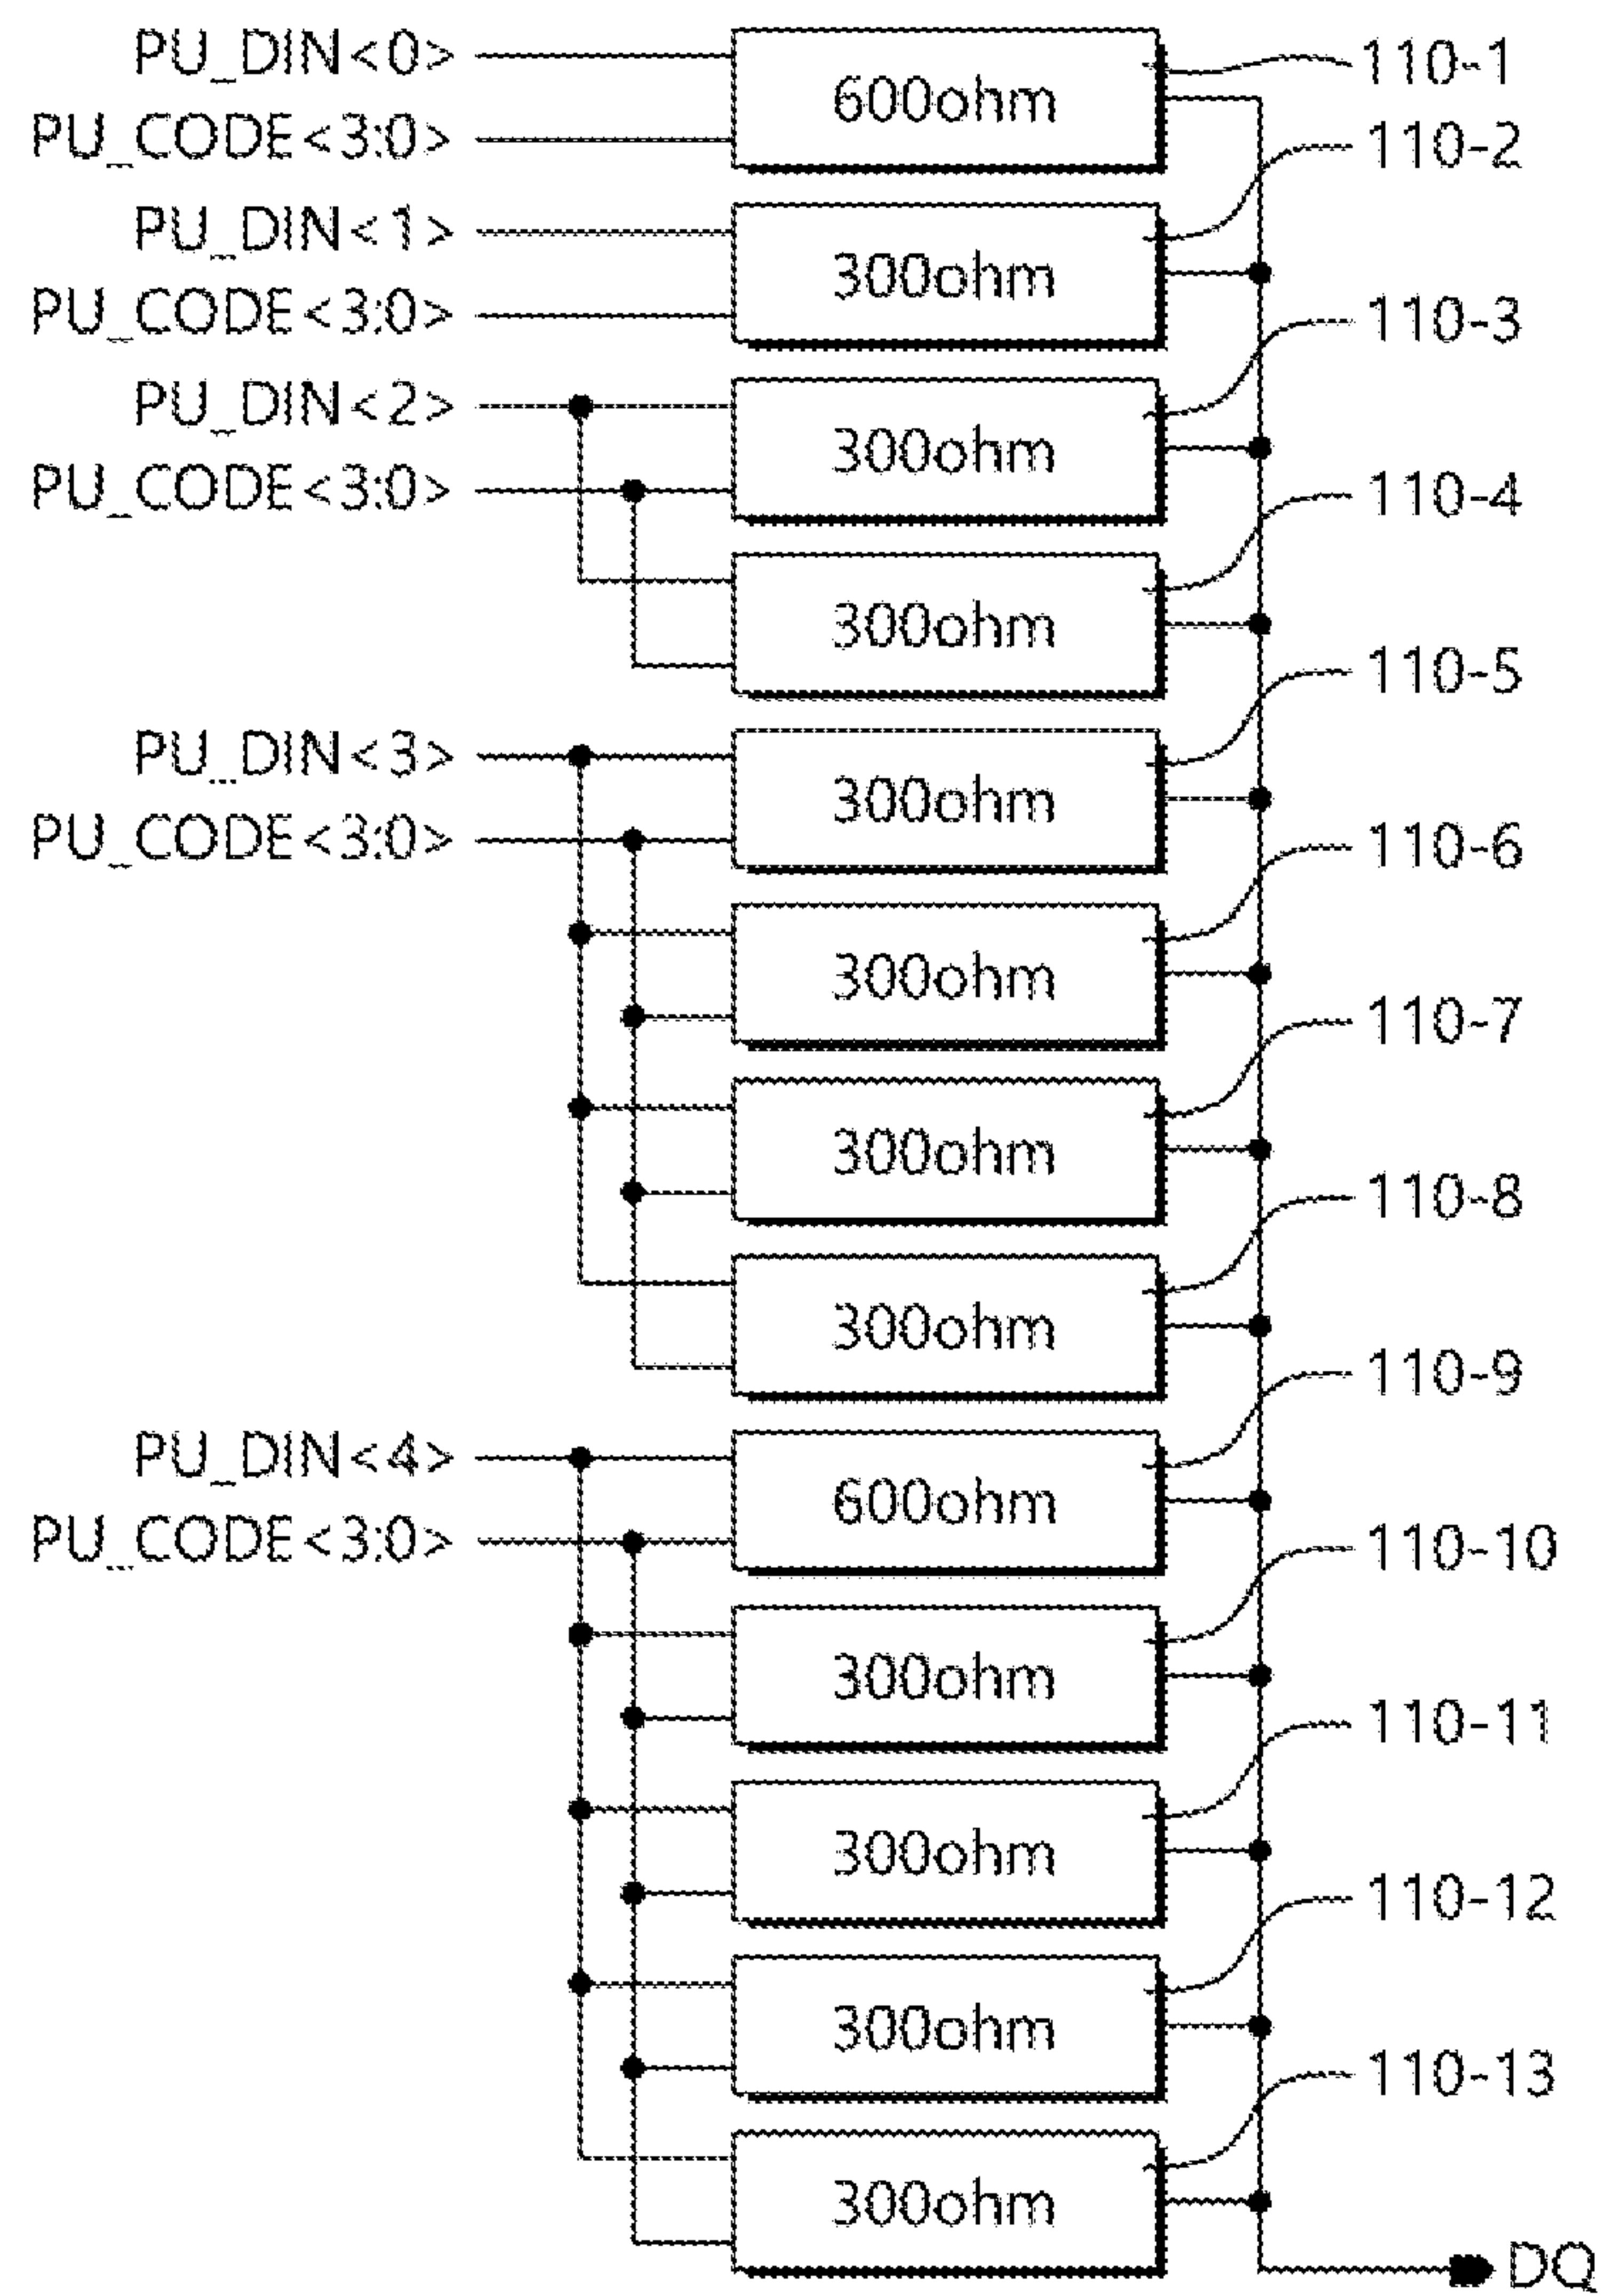 PU_DIN<0>
600ohm
110-1
PU_CODE<3:0>
110-2
PU_DIN<1>
300ohm
PU_CODE<3:0>
110-3
PU_DIN<2>
300ohm
PU_CODE<3:0>
110-4
300ohm
110-5
PU_DIN<3>
300ohm
PU_CODE<3:0>
110-6
300ohm
110-7
300ohm
110-8
300ohm
110-9
PU_DIN<4>
600ohm
PU_CODE<3:0>
110-10
300ohm
110-11
300ohm
110-12
300ohm
110-13
300ohm
DQ